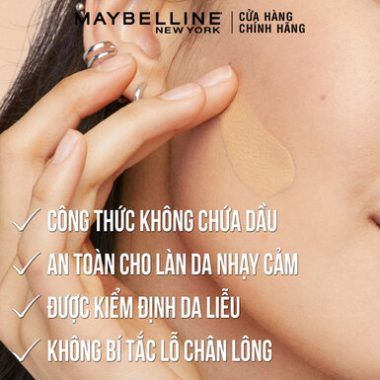 MAYBELLINE
NEW YORK
CỬA HÀNG
CHÍNH HÃNG
CÔNG THỨC KHÔNG CHỨA DẦU
AN TOÀN CHO LÀN DA NHẠY CẢM
ĐƯỢC KIỂM ĐỊNH DA LIỄU
KHÔNG BÍ TẮC LỖ CHÂN LÔNG